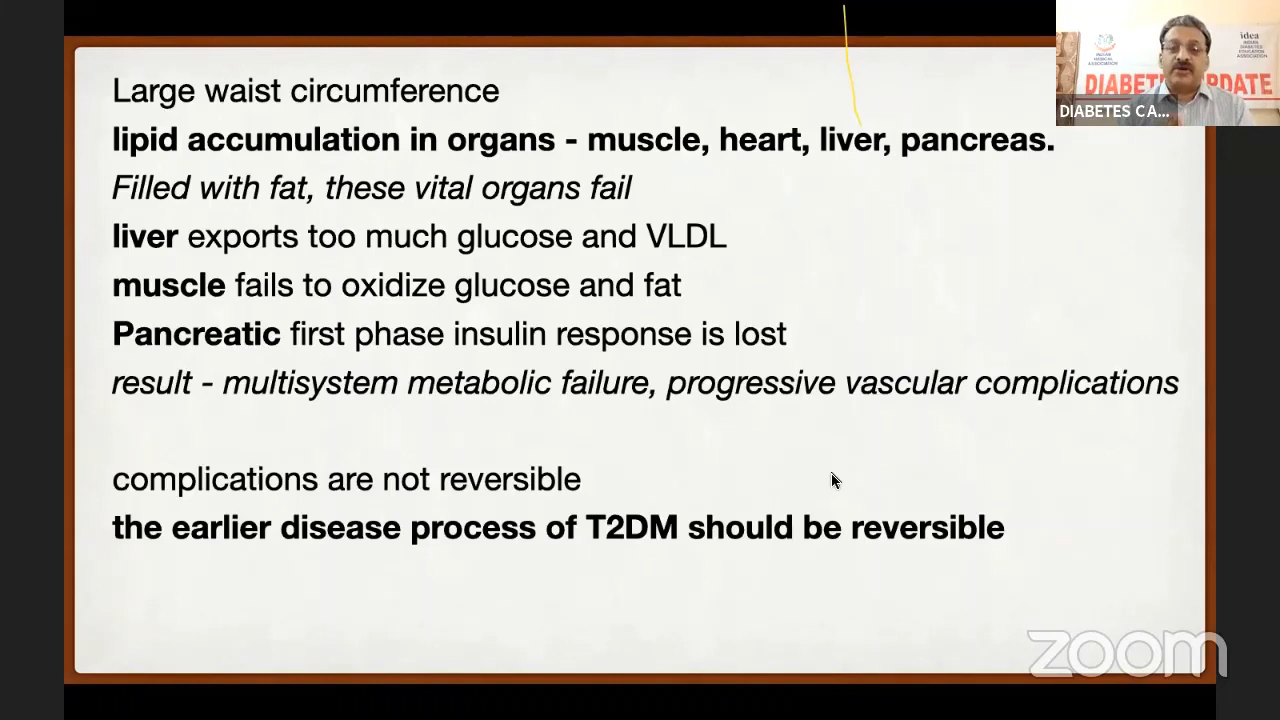 Large waist circumference
lipid accumulation in organs - muscle, heart, liver, pancreas.
Filled with fat, these vital organs fail
liver exports too much glucose and VLDL
muscle fails to oxidize glucose and fat
Pancreatic first phase insulin response is lost
result - multisystem metabolic failure, progressive vascular complications
complications are not reversible
the earlier disease process of T2DM should be reversible
idea
DIABETES CA...
zoom